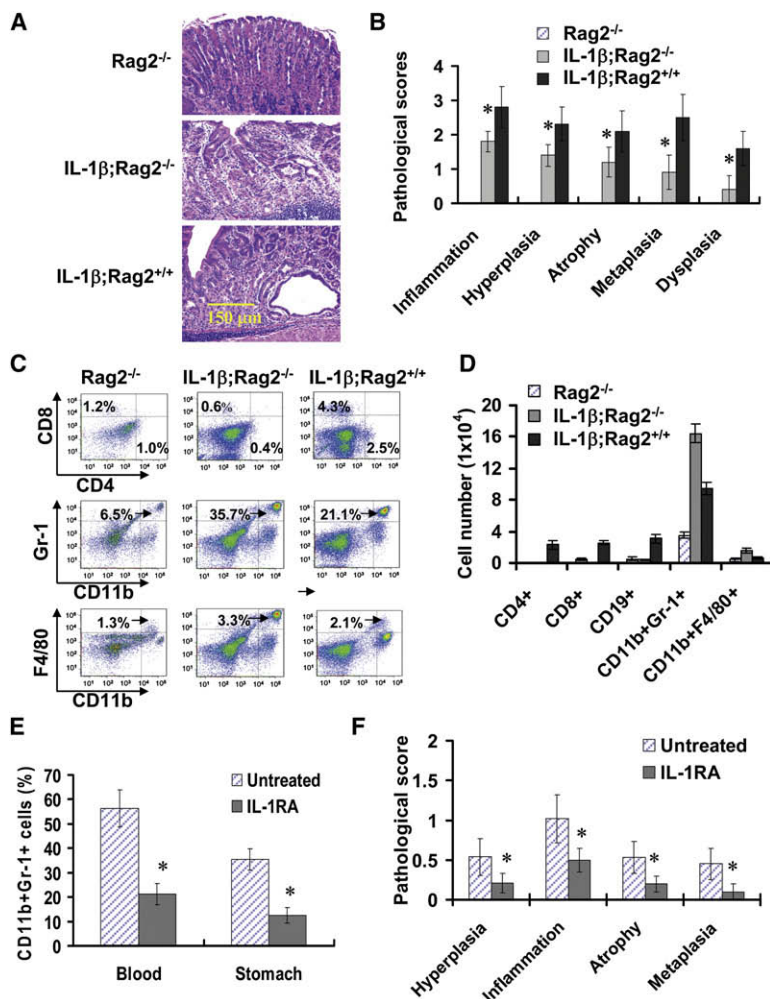 A
Rag2-/-
IL-1β;Rag2-/-
IL-1β;Rag2+/+
150 µm
B
Rag2-/-
IL-1β;Rag2-/-
IL-1β;Rag2+/+
Pathological scores
4
3
2
1
0
* * * * *
Inflammation
Hyperplasia
Atrophy
Metaplasia
Dysplasia
C
Rag2-/- IL-1β;Rag2-/- IL-1β;Rag2+/+
CD8
1.2% 0.6% 4.3%
1.0% 0.4% 2.5%
CD4
Gr-1
6.5% 35.7% 21.1%
CD11b
F4/80
1.3% 3.3% 2.1%
CD11b
D
Rag2-/-
IL-1β;Rag2-/-
IL-1β;Rag2+/+
Cell number (1x10^4)
16
12
8
4
0
CD4+
CD8+
CD19+
CD11b+Gr-1+
CD11b+F4/80+
E
Untreated
IL-1RA
CD11b+Gr-1+ cells (%)
70
60
50
40
30
20
10
0
* *
Blood Stomach
F
Untreated
IL-1RA
Pathological score
2
1.5
1
0.5
0
* * * *
Hyperplasia
Inflammation
Atrophy
Metaplasia